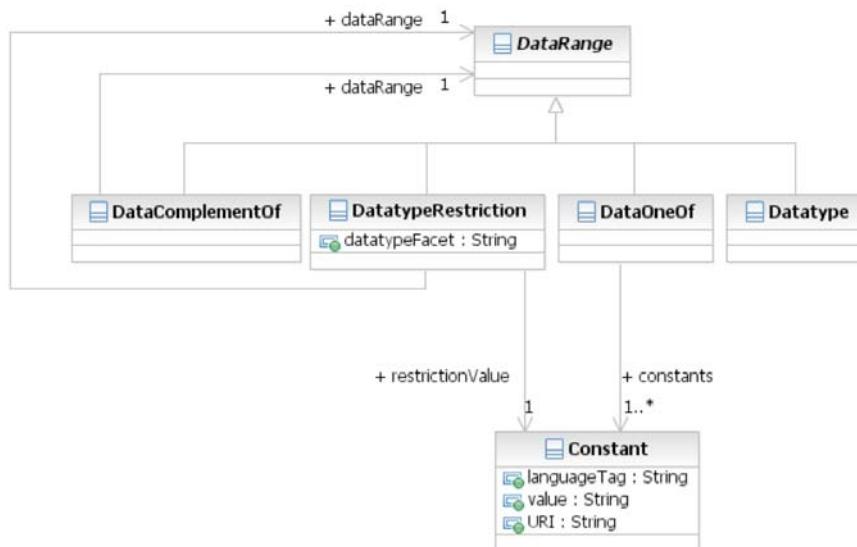 + dataRange 1
DataRange
+ dataRange 1
DataComplementOf
DatatypeRestriction
datatypeFacet : String
DataOneOf
Datatype
+ restrictionValue
+ constants
1
1..*
Constant
languageTag : String
value : String
URI : String